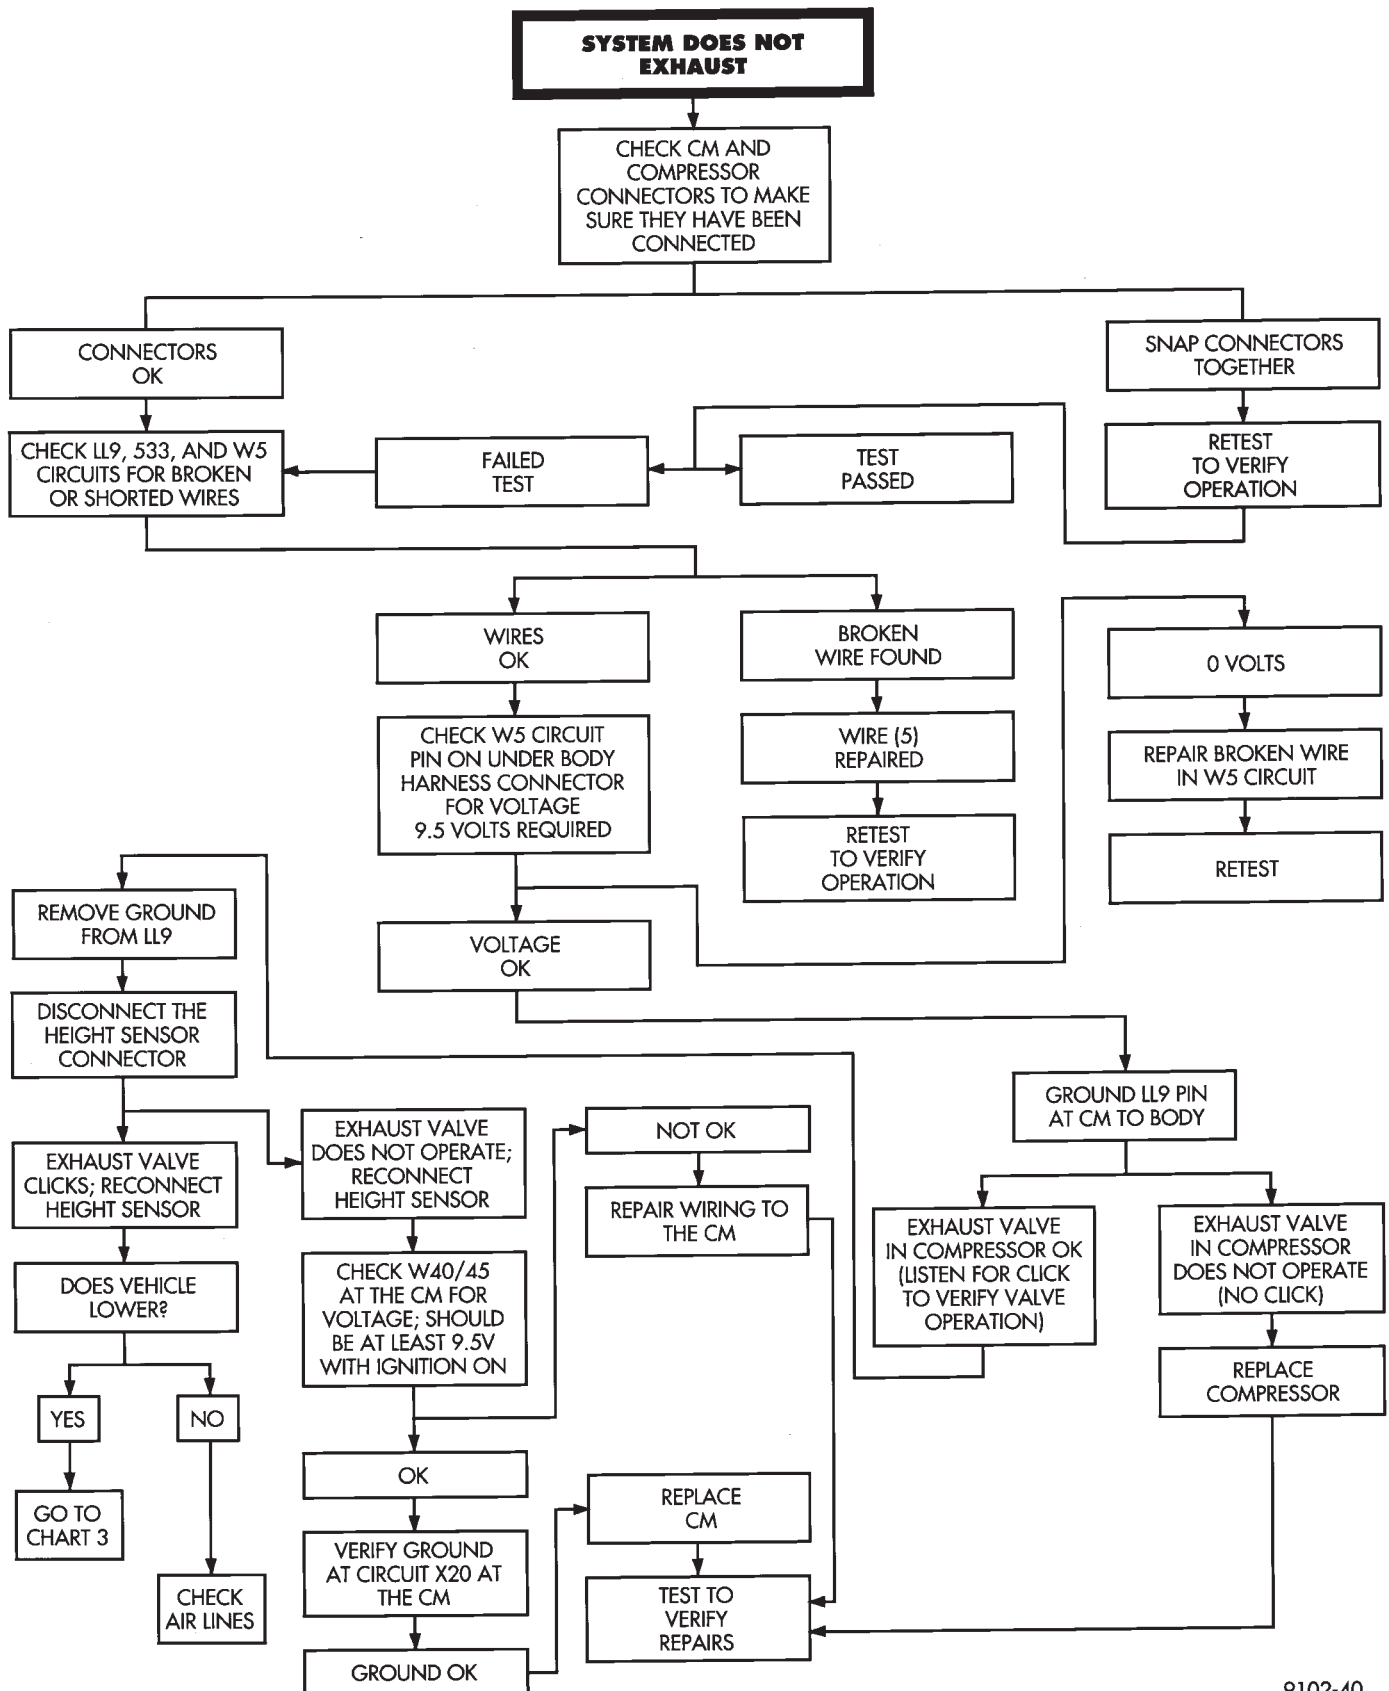 SYSTEM DOES NOT
EXHAUST
CHECK CM AND
COMPRESSOR
CONNECTORS TO MAKE
SURE THEY HAVE BEEN
CONNECTED
CONNECTORS
OK
SNAP CONNECTORS
TOGETHER
CHECK LL9, 533, AND W5
CIRCUITS FOR BROKEN
OR SHORTED WIRES
FAILED
TEST
TEST
PASSED
RETEST
TO VERIFY
OPERATION
WIRES
OK
BROKEN
WIRE FOUND
0 VOLTS
CHECK W5 CIRCUIT
PIN ON UNDER BODY
HARNESS CONNECTOR
FOR VOLTAGE
9.5 VOLTS REQUIRED
WIRE (5)
REPAIRED
REPAIR BROKEN WIRE
IN W5 CIRCUIT
RETEST
TO VERIFY
OPERATION
RETEST
REMOVE GROUND
FROM LL9
VOLTAGE
OK
DISCONNECT THE
HEIGHT SENSOR
CONNECTOR
GROUND LL9 PIN
AT CM TO BODY
EXHAUST VALVE
CLICKS; RECONNECT
HEIGHT SENSOR
EXHAUST VALVE
DOES NOT OPERATE;
RECONNECT
HEIGHT SENSOR
NOT OK
REPAIR WIRING TO
THE CM
EXHAUST VALVE
IN COMPRESSOR OK
(LISTEN FOR CLICK
TO VERIFY VALVE
OPERATION)
EXHAUST VALVE
IN COMPRESSOR
DOES NOT OPERATE
(NO CLICK)
DOES VEHICLE
LOWER?
CHECK W40/45
AT THE CM FOR
VOLTAGE; SHOULD
BE AT LEAST 9.5V
WITH IGNITION ON
REPLACE
COMPRESSOR
YES
NO
OK
GO TO
CHART 3
REPLACE
CM
VERIFY GROUND
AT CIRCUIT X20 AT
THE CM
CHECK
AIR LINES
TEST TO
VERIFY
REPAIRS
GROUND OK
9102-40